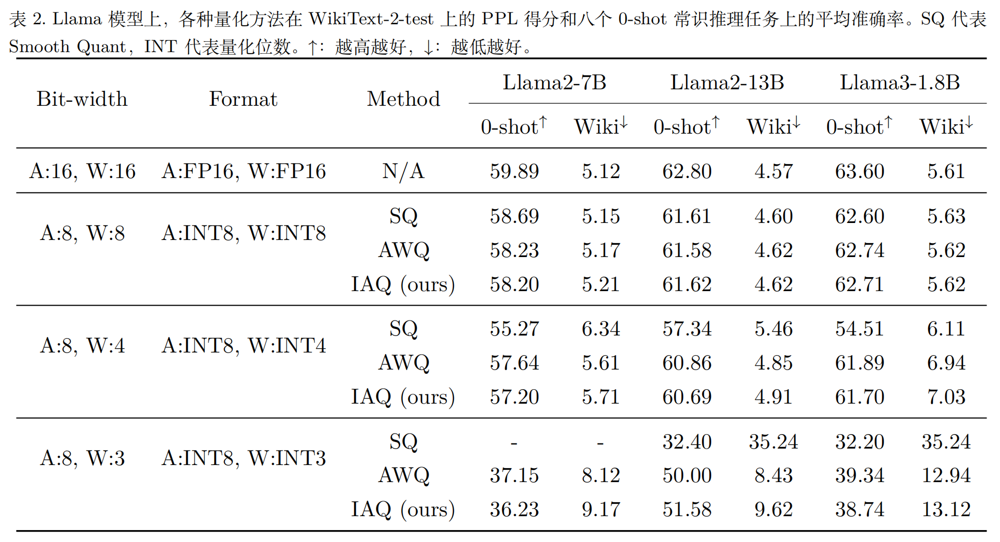 表 2. Llama 模型上，各种量化方法在 WikiText-2-test 上的 PPL 得分和八个 0-shot 常识推理任务上的平均准确率。SQ 代表
Smooth Quant，INT 代表量化位数。↑：越高越好，↓：越低越好。
Bit-width Format Method Llama2-7B Llama2-13B Llama3-1.8B
0-shot↑ Wiki↓ 0-shot↑ Wiki↓ 0-shot↑ Wiki↓
A:16, W:16 A:FP16, W:FP16 N/A 59.89 5.12 62.80 4.57 63.60 5.61
A:8, W:8 A:INT8, W:INT8 SQ 58.69 5.15 61.61 4.60 62.60 5.63
AWQ 58.23 5.17 61.58 4.62 62.74 5.62
IAQ (ours) 58.20 5.21 61.62 4.62 62.71 5.62
A:8, W:4 A:INT8, W:INT4 SQ 55.27 6.34 57.34 5.46 54.51 6.11
AWQ 57.64 5.61 60.86 4.85 61.89 6.94
IAQ (ours) 57.20 5.71 60.69 4.91 61.70 7.03
A:8, W:3 A:INT8, W:INT3 SQ - - 32.40 35.24 32.20 35.24
AWQ 37.15 8.12 50.00 8.43 39.34 12.94
IAQ (ours) 36.23 9.17 51.58 9.62 38.74 13.12